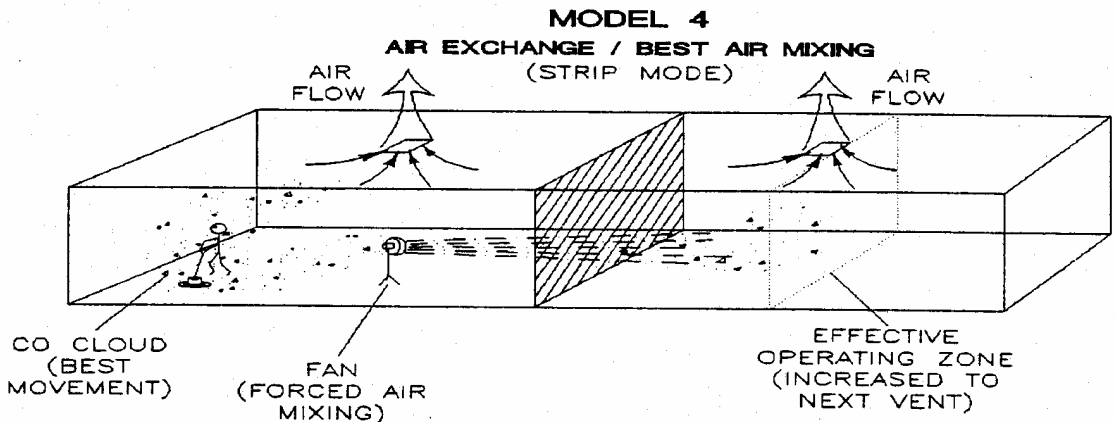 MODEL 4
AIR EXCHANGE / BEST AIR MIXING
(STRIP MODE)
AIR
FLOW
AIR
FLOW
CO CLOUD
(BEST
MOVEMENT)
FAN
(FORCED AIR
MIXING)
EFFECTIVE
OPERATING ZONE
(INCREASED TO
NEXT VENT)